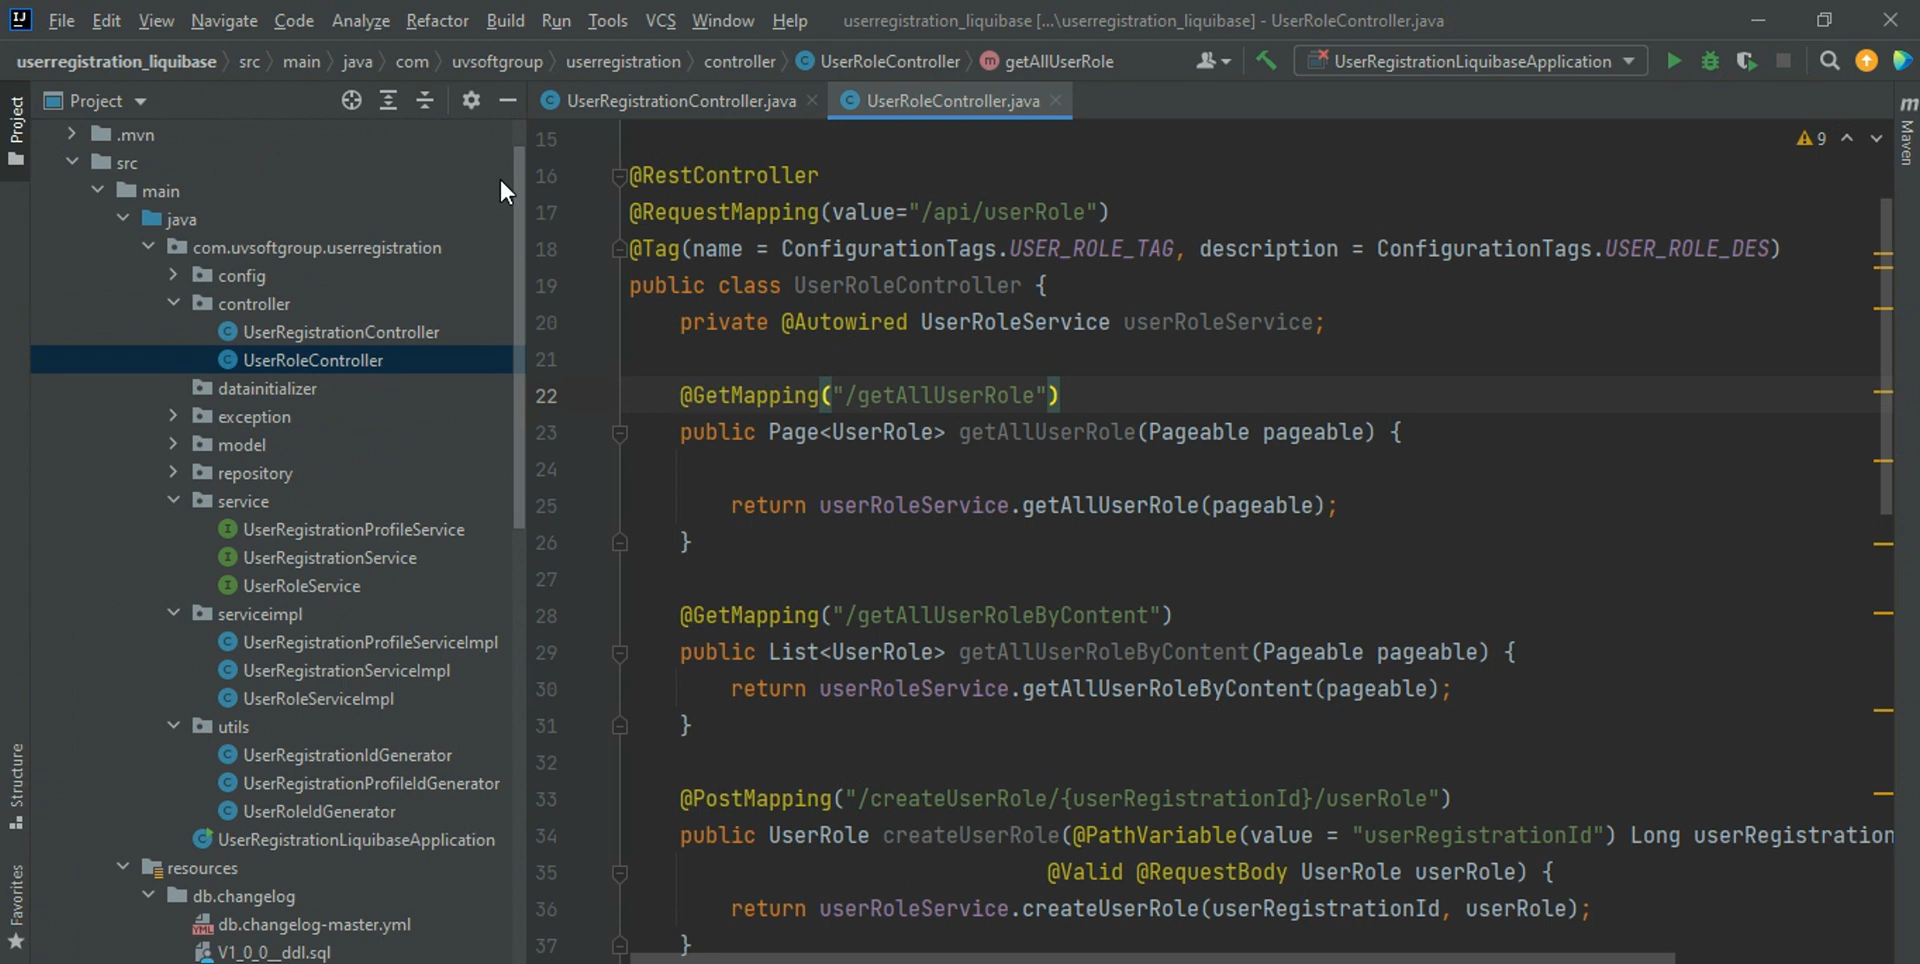 IJ File Edit View Navigate Code Analyze Refactor Build Run Tools VCS Window Help userregistration_liquibase [...\userregistration_liquibase] - UserRoleController.java
userregistration_liquibase src main java com uvsoftgroup userregistration controller C UserRoleController m getAllUserRole UserRegistrationLiquibaseApplication
Project
C UserRegistrationController.java
C UserRoleController.java
Project
Structure
Favorites
.mvn
src
main
java
com.uvsoftgroup.userregistration
config
controller
C UserRegistrationController
C UserRoleController
datainitializer
exception
model
repository
service
I UserRegistrationProfileService
I UserRegistrationService
I UserRoleService
serviceimpl
C UserRegistrationProfileServiceImpl
C UserRegistrationServiceImpl
C UserRoleServiceImpl
utils
C UserRegistrationIdGenerator
C UserRegistrationProfileIdGenerator
C UserRoleIdGenerator
C UserRegistrationLiquibaseApplication
resources
db.changelog
YML db.changelog-master.yml
V1_0_0__ddl.sql
15
16 @RestController
17 @RequestMapping(value="/api/userRole")
18 @Tag(name = ConfigurationTags.USER_ROLE_TAG, description = ConfigurationTags.USER_ROLE_DES)
19 public class UserRoleController {
20 private @Autowired UserRoleService userRoleService;
21
22 @GetMapping("/getAllUserRole")
23 public Page<UserRole> getAllUserRole(Pageable pageable) {
24
25 return userRoleService.getAllUserRole(pageable);
26 }
27
28 @GetMapping("/getAllUserRoleByContent")
29 public List<UserRole> getAllUserRoleByContent(Pageable pageable) {
30 return userRoleService.getAllUserRoleByContent(pageable);
31 }
32
33 @PostMapping("/createUserRole/{userRegistrationId}/userRole")
34 public UserRole createUserRole(@PathVariable(value = "userRegistrationId") Long userRegistration
35 @Valid @RequestBody UserRole userRole) {
36 return userRoleService.createUserRole(userRegistrationId, userRole);
37 }
9
m Maven